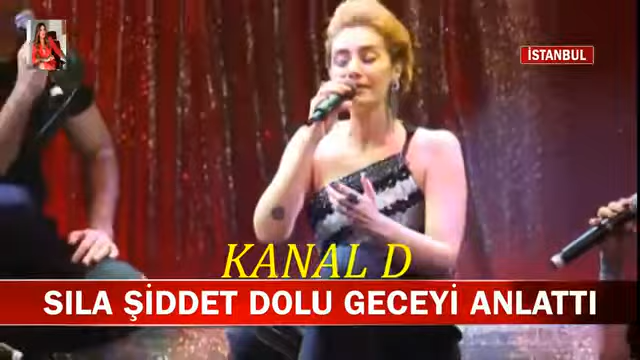 İSTANBUL
KANAL D
SILA ŞİDDET DOLU GECEYİ ANLATTI